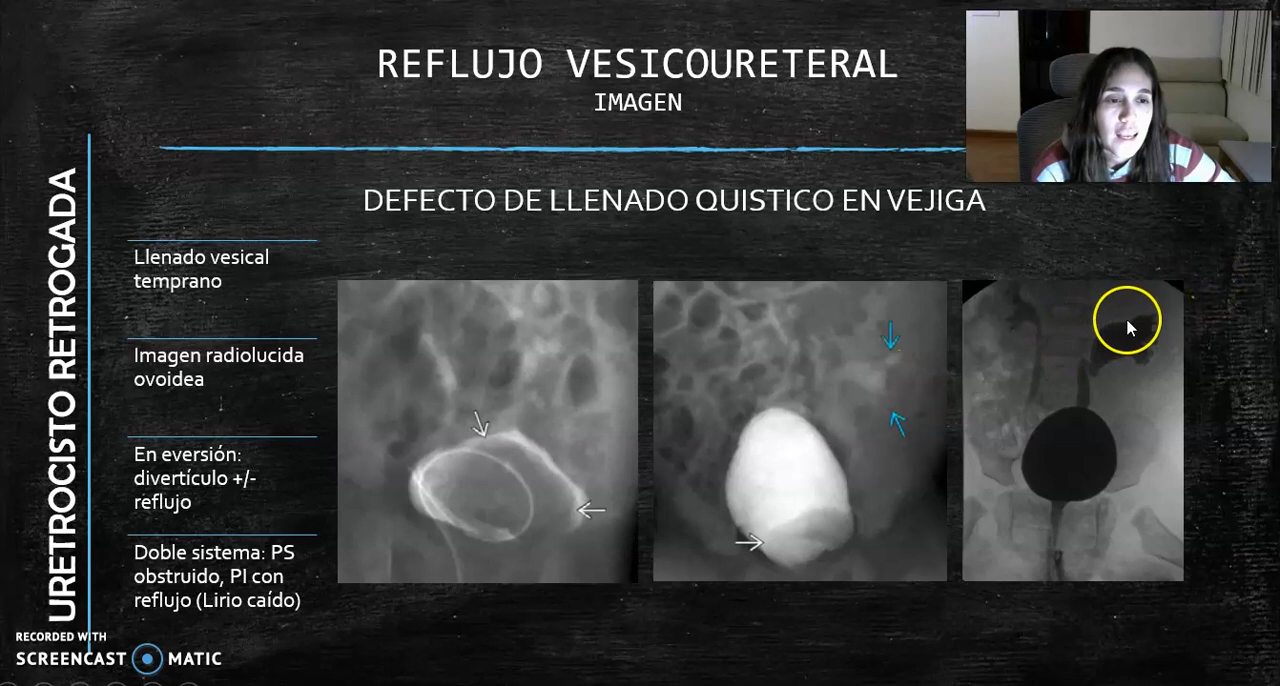 REFLUJO VESICOURETERAL
IMAGEN
DEFECTO DE LLENADO QUISTICO EN VEJIGA
URETROCISTO RETROGADA
Llenado vesical
temprano
Imagen radiolucida
ovoidea
En eversión:
divertículo +/-
reflujo
Doble sistema: PS
obstruido, PI con
reflujo (Lirio caído)
RECORDED WITH
SCREENCAST MATIC